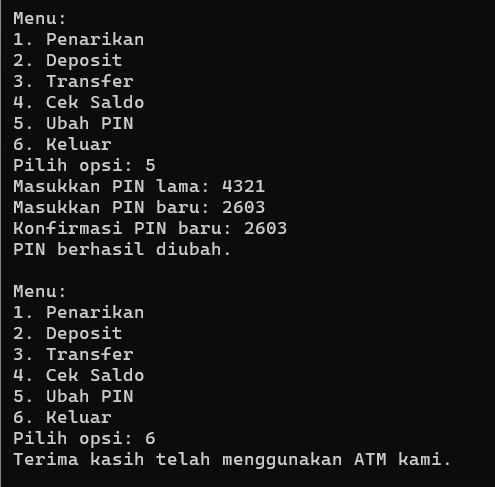 Menu:
1. Penarikan
2. Deposit
3. Transfer
4. Cek Saldo
5. Ubah PIN
6. Keluar
Pilih opsi: 5
Masukkan PIN lama: 4321
Masukkan PIN baru: 2603
Konfirmasi PIN baru: 2603
PIN berhasil diubah.

Menu:
1. Penarikan
2. Deposit
3. Transfer
4. Cek Saldo
5. Ubah PIN
6. Keluar
Pilih opsi: 6
Terima kasih telah menggunakan ATM kami.